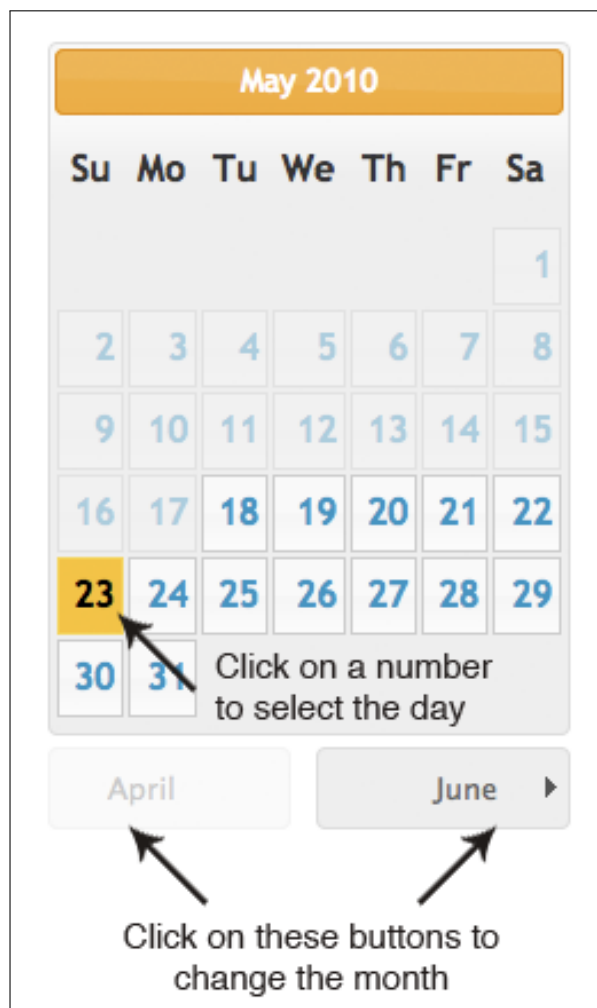 May 2010
Su Mo Tu We Th Fr Sa
1
2 3 4 5 6 7 8
9 10 11 12 13 14 15
16 17 18 19 20 21 22
23 24 25 26 27 28 29
30 31 Click on a number
to select the day
April June
Click on these buttons to
change the month